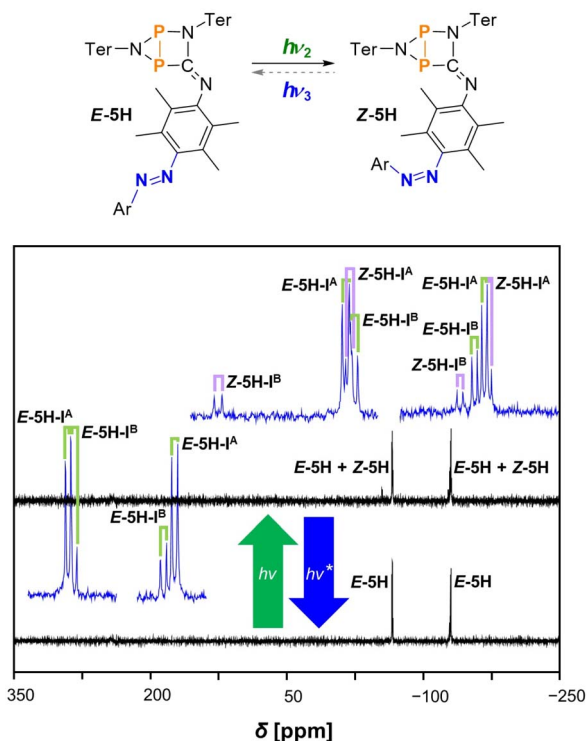 Ter
P
N
Ter
N
P
C
N
E-5H
N
N
Ar
hν₂
hν₃
Ter
P
N
Ter
N
P
C
N
Z-5H
N
N
Ar
E-5H-Iᴬ Z-5H-Iᴬ
E-5H-Iᴬ Z-5H-Iᴬ
E-5H-Iᴮ
E-5H-Iᴮ
Z-5H-Iᴮ
Z-5H-Iᴮ
E-5H-Iᴬ
E-5H-Iᴮ
E-5H-Iᴬ
E-5H + Z-5H
E-5H + Z-5H
E-5H-Iᴮ
hν
hν*
E-5H
E-5H
350 200 50 −100 −250
δ [ppm]